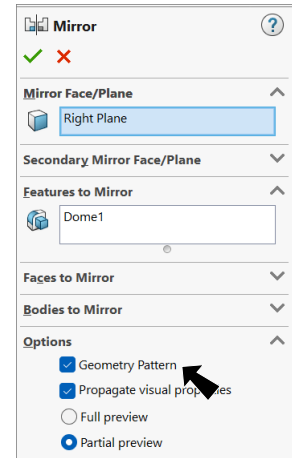 Mirror
?
Mirror Face/Plane
Right Plane
Secondary Mirror Face/Plane
Features to Mirror
Dome1
Faces to Mirror
Bodies to Mirror
Options
Geometry Pattern
Propagate visual properties
Full preview
Partial preview